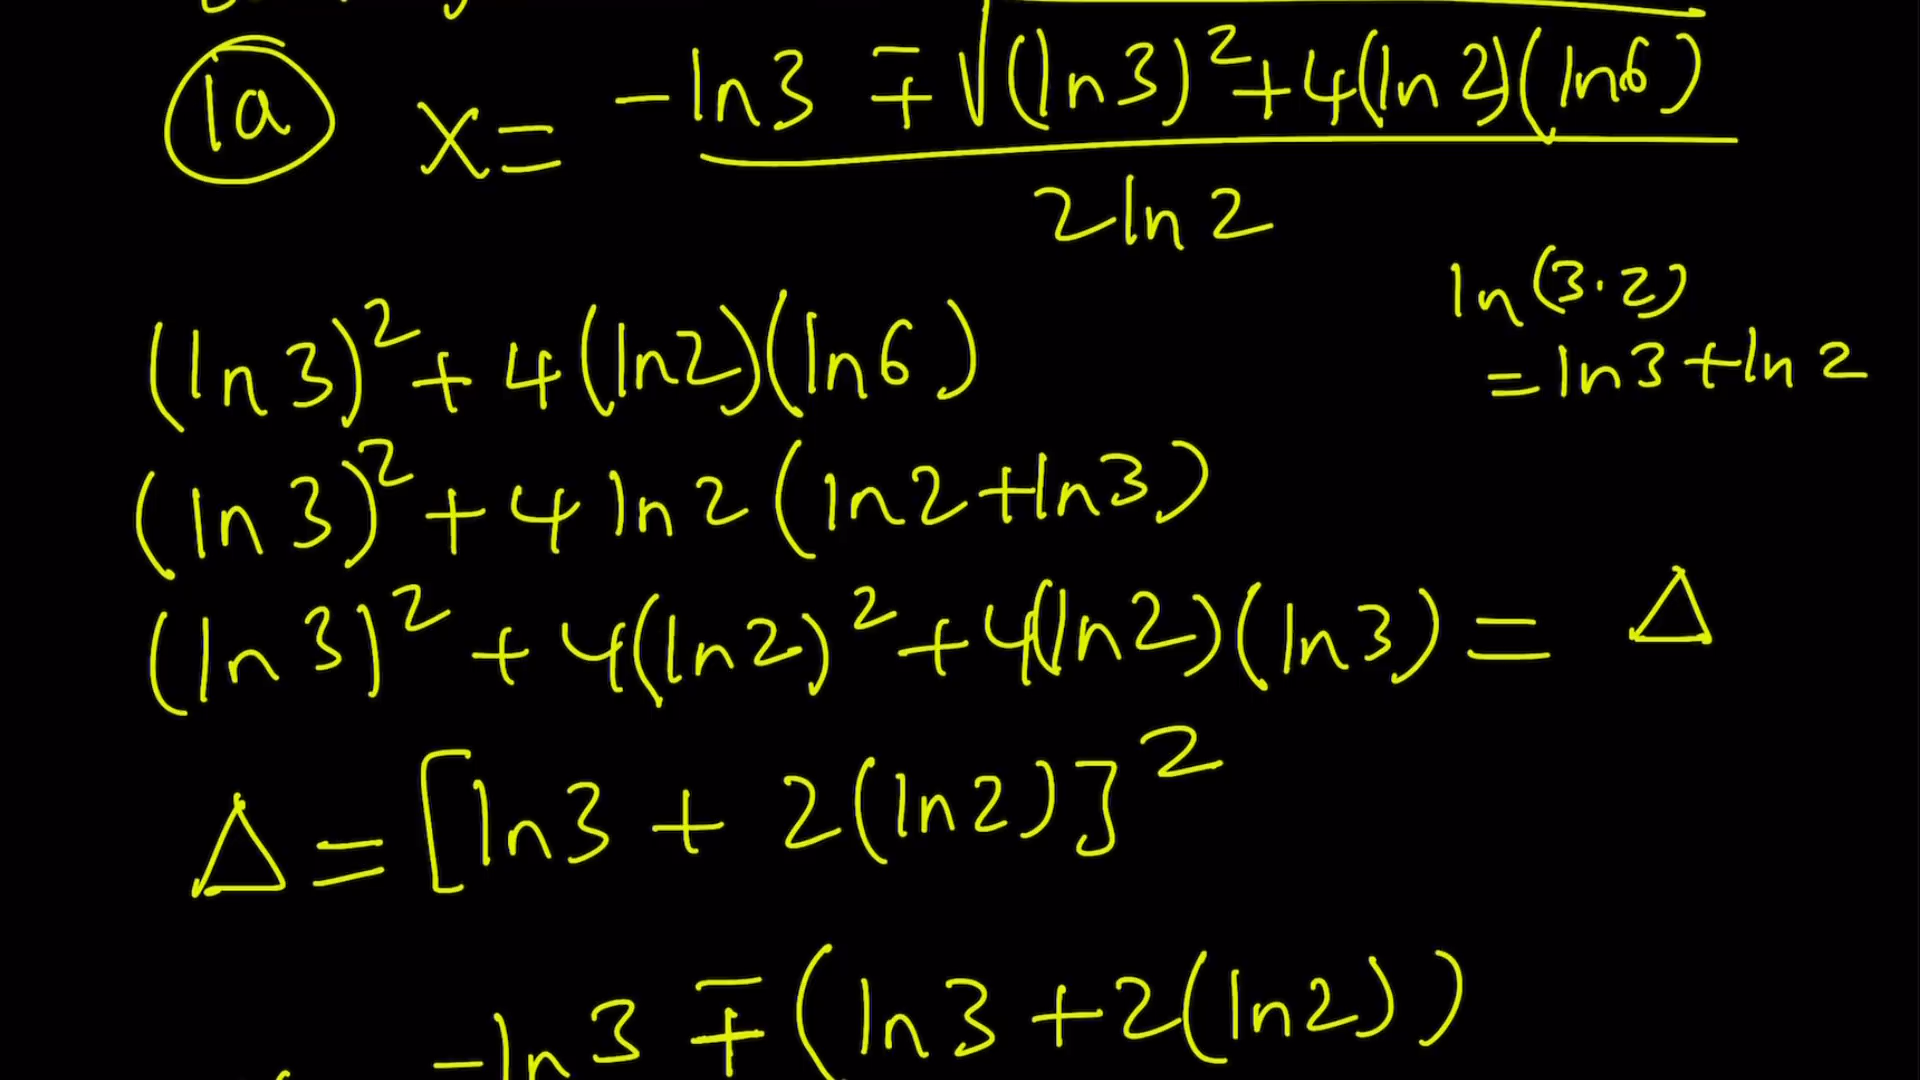 1a x = -ln3 ∓ √((ln3)²+4(ln2)(ln6))
2ln2
ln(3·2)
= ln3 + ln2
(ln3)² + 4(ln2)(ln6)
(ln3)² + 4ln2(ln2+ln3)
(ln3)² + 4(ln2)² + 4(ln2)(ln3) = Δ
Δ = [ln3 + 2(ln2)]²
-ln3 ∓ (ln3+2(ln2))